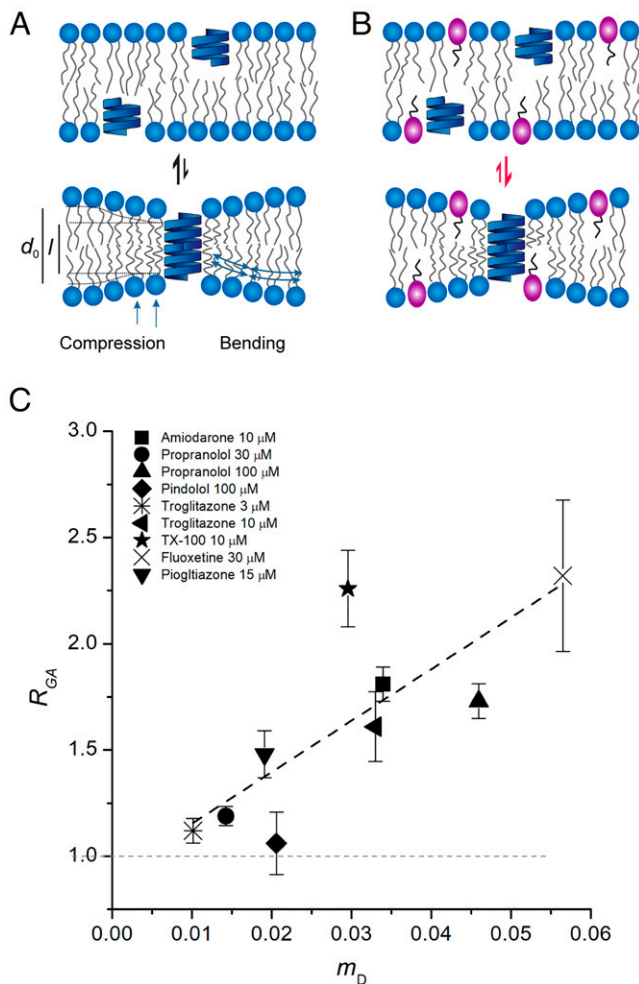 A
B
d₀
l
Compression
Bending
C
3.0
2.5
2.0
1.5
1.0
R_GA
Amiodarone 10 μM
Propranolol 30 μM
Propranolol 100 μM
Pindolol 100 μM
Troglitazone 3 μM
Troglitazone 10 μM
TX-100 10 μM
Fluoxetine 30 μM
Piogltiazone 15 μM
0.00 0.01 0.02 0.03 0.04 0.05 0.06
m_D